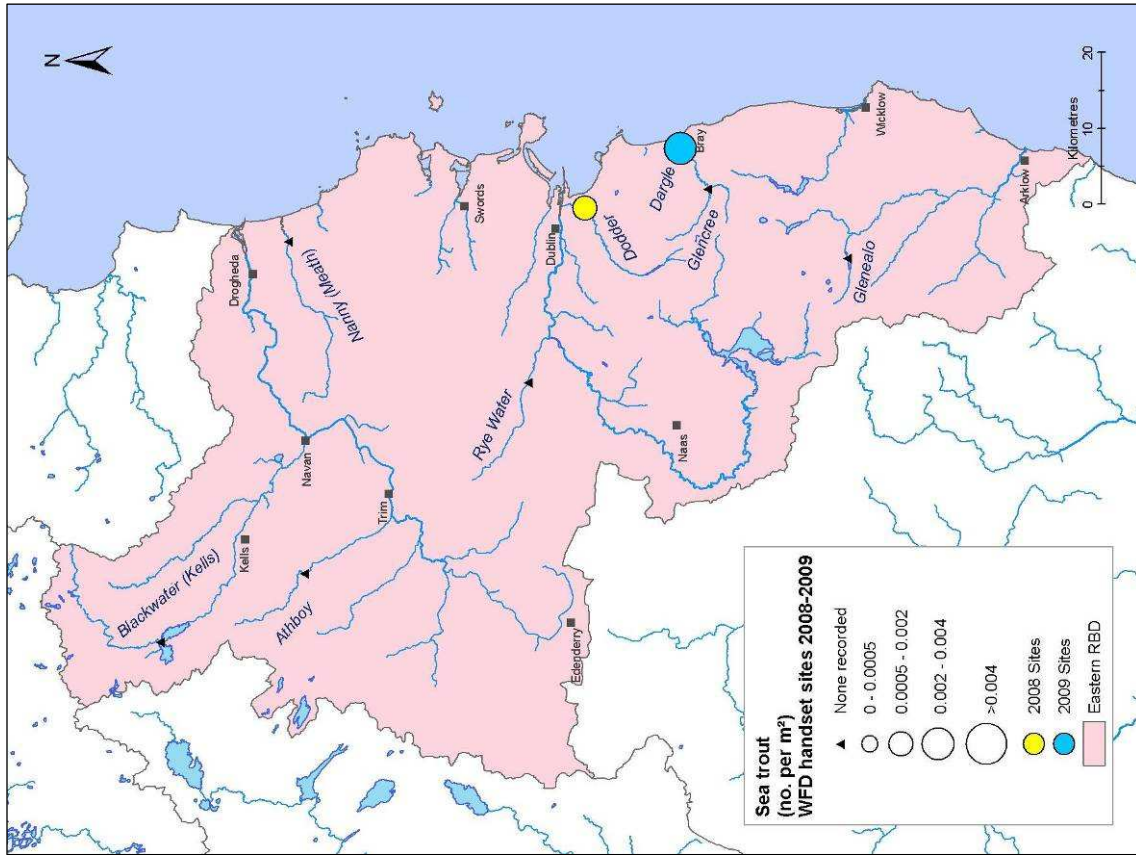 N
Drogheda
Nanny (Meath)
Blackwater (Kells)
Kells
Navan
Athboy
Trim
Swords
Rye Water
Dublin
Edenderry
Dodder
Dargle
Bray
Glencree
Naas
Wicklow
Glenealo
Arklow
0 10 20
Kilometres
Sea trout
(no. per m²)
WFD handset sites 2008-2009
None recorded
0 - 0.0005
0.0005 - 0.002
0.002 - 0.004
>0.004
2008 Sites
2009 Sites
Eastern RBD